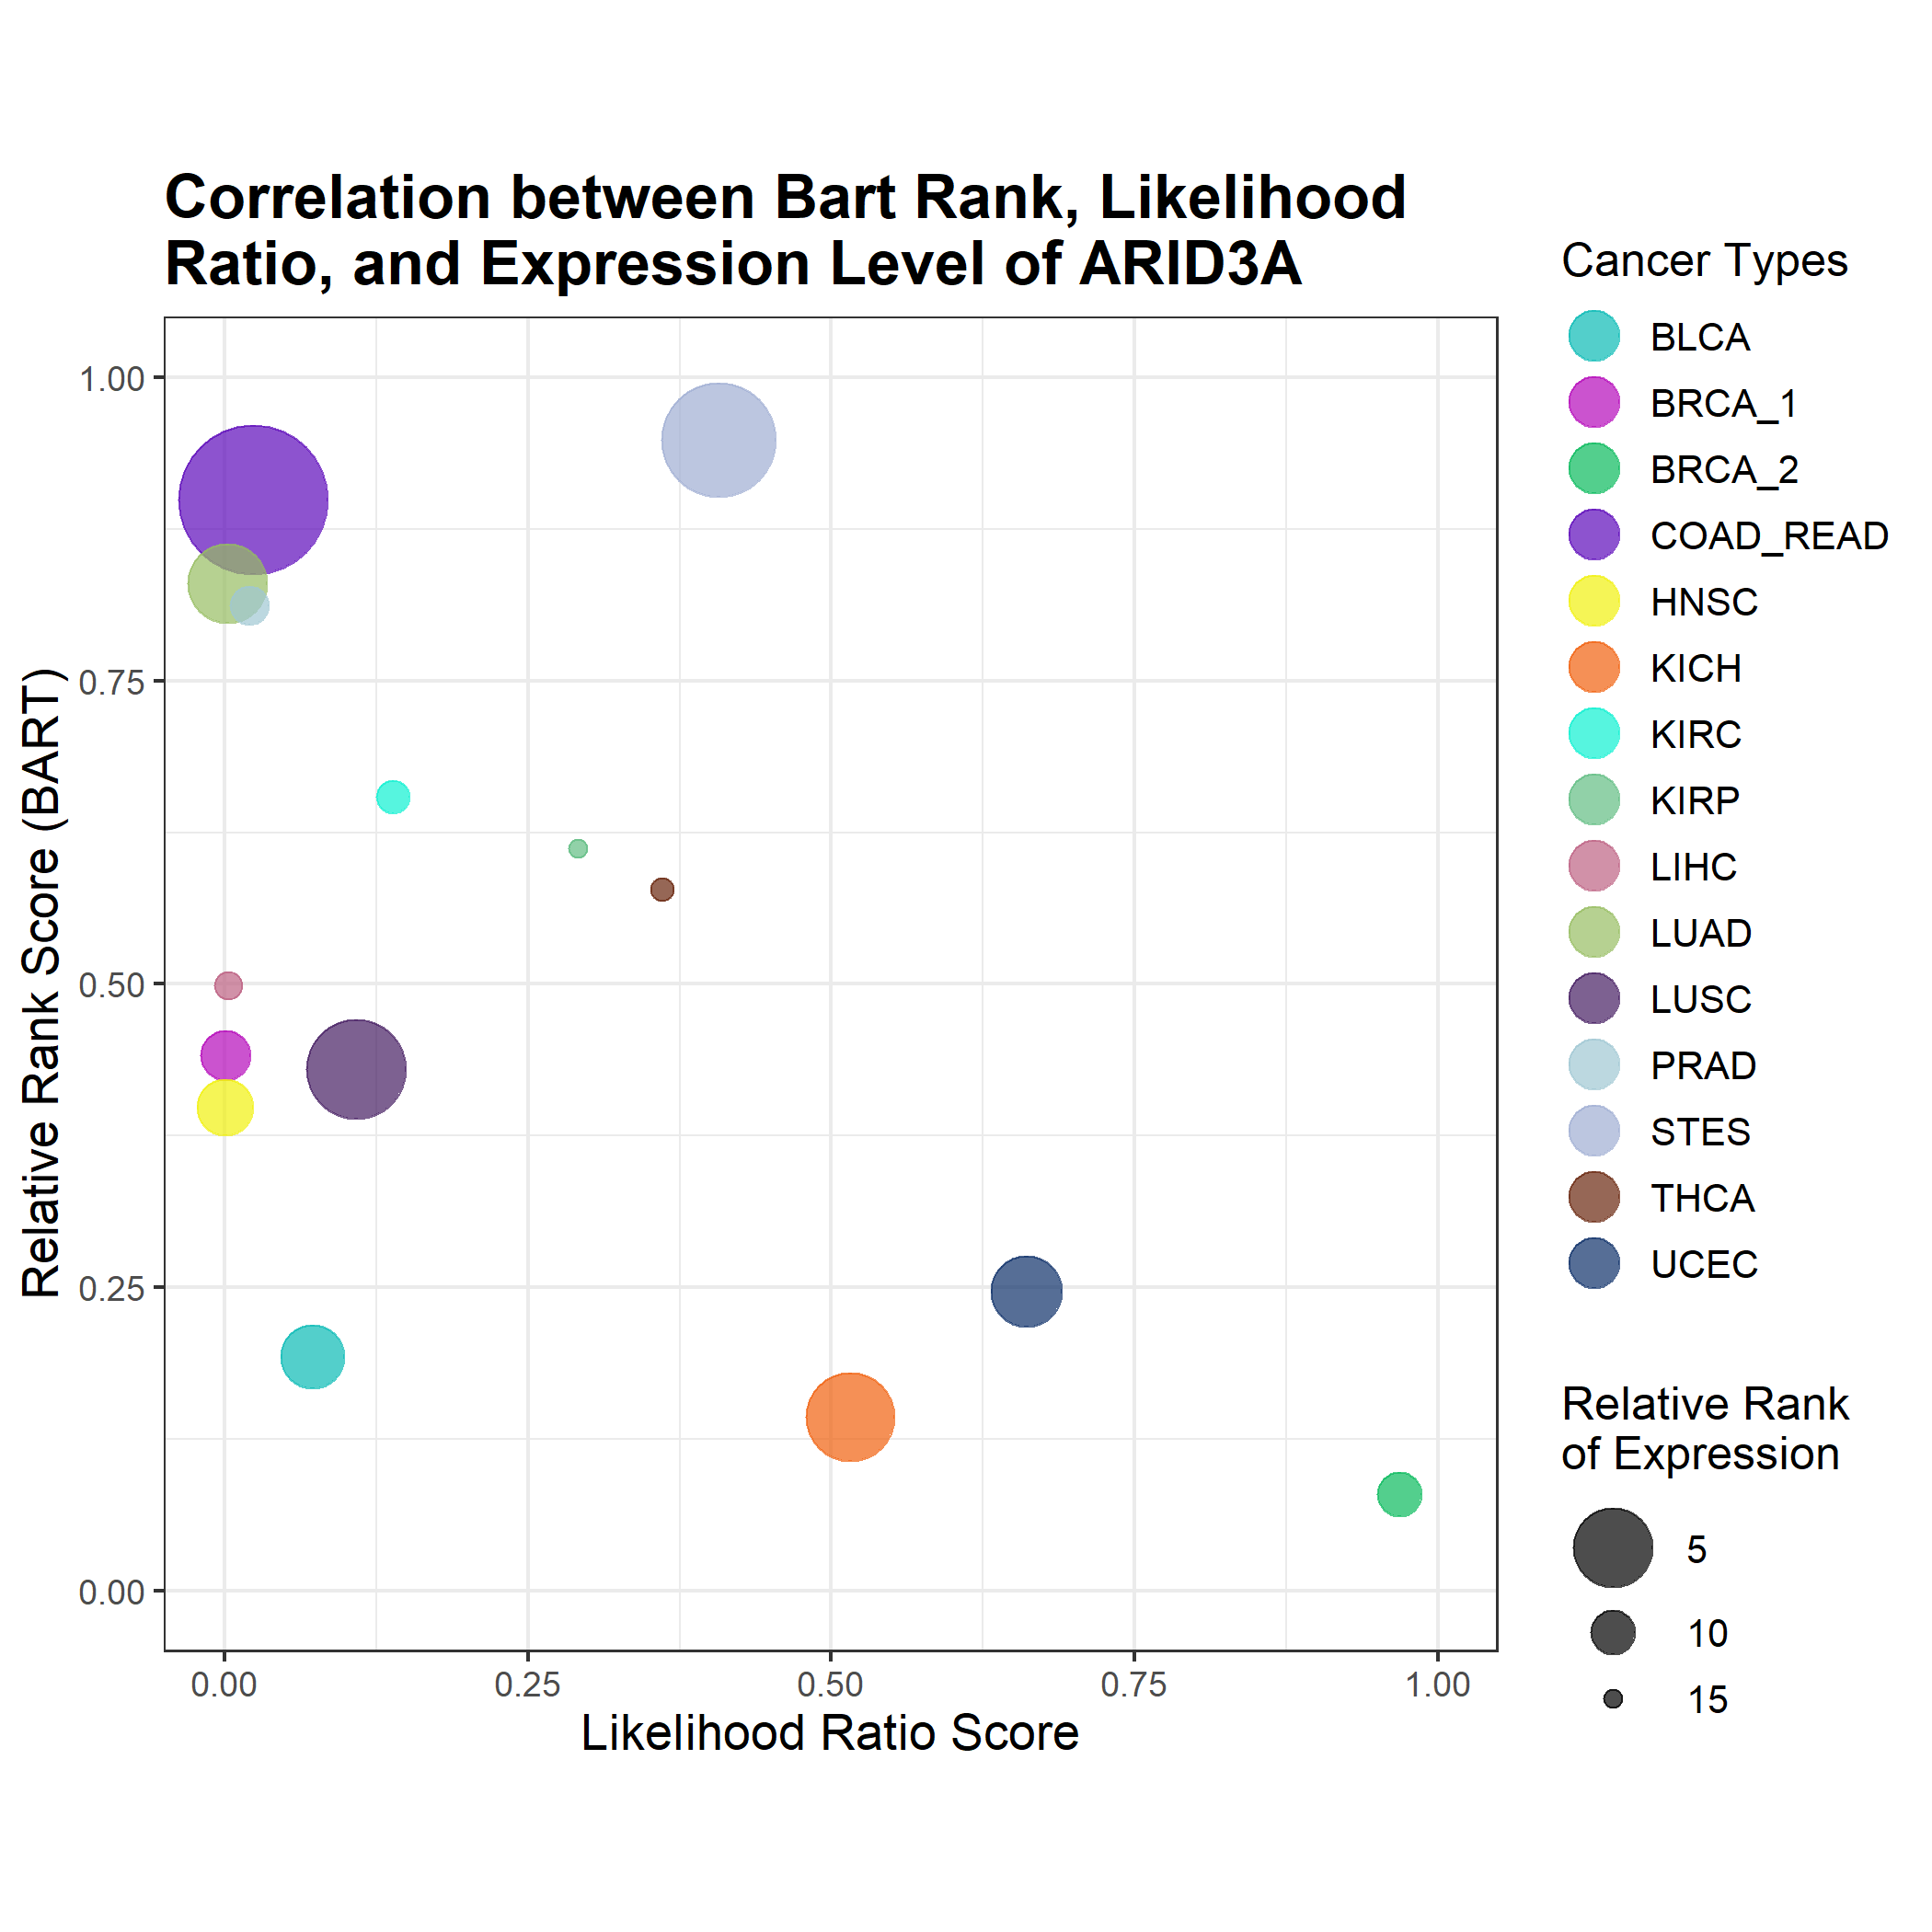 Correlation between Bart Rank, Likelihood
Ratio, and Expression Level of ARID3A
Relative Rank Score (BART)
1.00
0.75
0.50
0.25
0.00
0.00
0.25
0.50
0.75
1.00
Likelihood Ratio Score
Cancer Types
BLCA
BRCA_1
BRCA_2
COAD_READ
HNSC
KICH
KIRC
KIRP
LIHC
LUAD
LUSC
PRAD
STES
THCA
UCEC
Relative Rank
of Expression
5
10
15